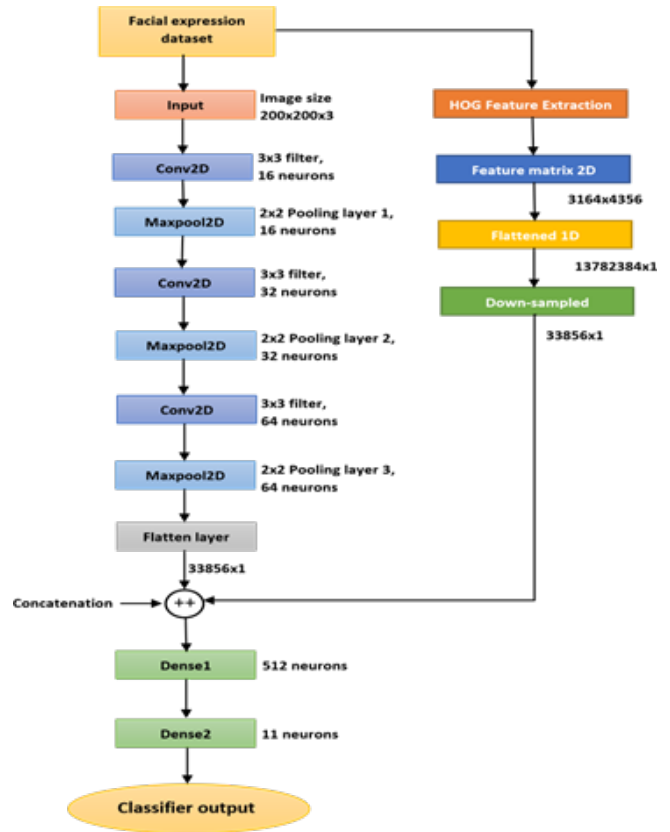 Facial expression
dataset
Input
Image size
200x200x3
Conv2D
3x3 filter,
16 neurons
Maxpool2D
2x2 Pooling layer 1,
16 neurons
Conv2D
3x3 filter,
32 neurons
Maxpool2D
2x2 Pooling layer 2,
32 neurons
Conv2D
3x3 filter,
64 neurons
Maxpool2D
2x2 Pooling layer 3,
64 neurons
Flatten layer
33856x1
HOG Feature Extraction
Feature matrix 2D
3164x4356
Flattened 1D
13782384x1
Down-sampled
33856x1
Concatenation
++
Dense1
512 neurons
Dense2
11 neurons
Classifier output